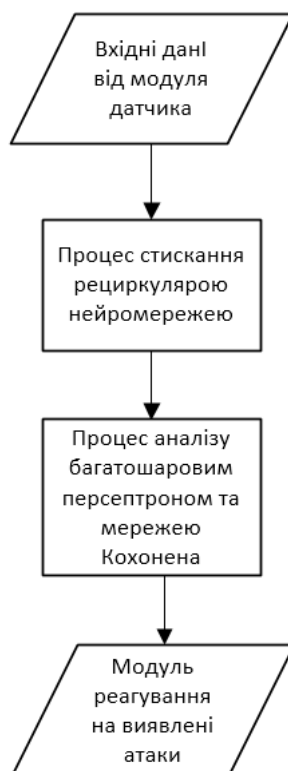 Вхідні данІ
від модуля
датчика
Процес стискання
рециркулярою
нейромережею
Процес аналізу
багатошаровим
персептроном та
мережею
Кохонена
Модуль
реагування
на виявлені
атаки